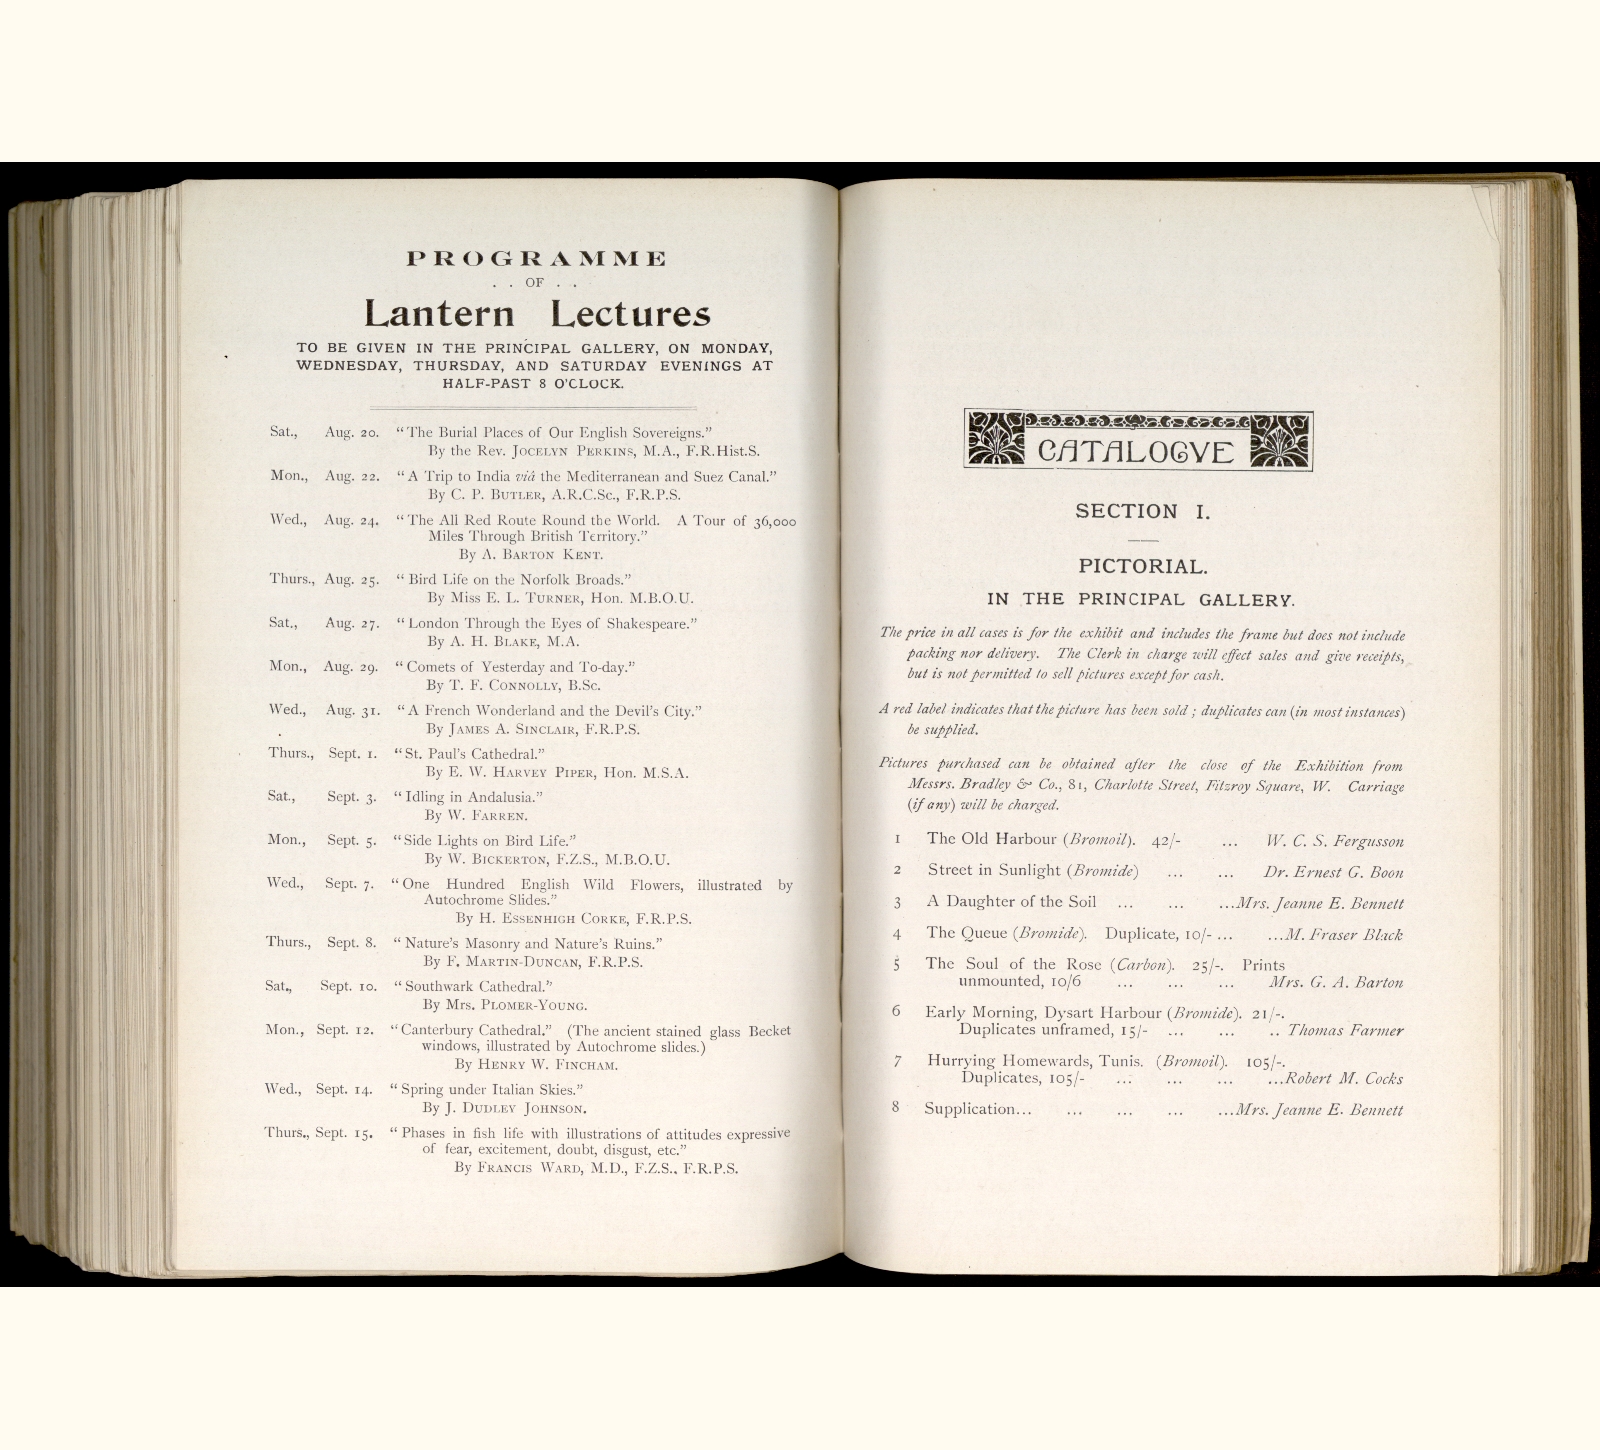 PROGRAMME
. . OF . .
Lantern Lectures
TO BE GIVEN IN THE PRINCIPAL GALLERY, ON MONDAY,
WEDNESDAY, THURSDAY, AND SATURDAY EVENINGS AT
HALF-PAST 8 O'CLOCK.
Sat., Aug. 20. “The Burial Places of Our English Sovereigns.”
By the Rev. JOCELYN PERKINS, M.A., F.R.Hist.S.
Mon., Aug. 22. “A Trip to India viâ the Mediterranean and Suez Canal.”
By C. P. BUTLER, A.R.C.Sc., F.R.P.S.
Wed., Aug. 24. “The All Red Route Round the World. A Tour of 36,000
Miles Through British Territory.”
By A. BARTON KENT.
Thurs., Aug. 25. “Bird Life on the Norfolk Broads.”
By Miss E. L. TURNER, Hon. M.B.O.U.
Sat., Aug. 27. “London Through the Eyes of Shakespeare.”
By A. H. BLAKE, M.A.
Mon., Aug. 29. “Comets of Yesterday and To-day.”
By T. F. CONNOLLY, B.Sc.
Wed., Aug. 31. “A French Wonderland and the Devil's City.”
By JAMES A. SINCLAIR, F.R.P.S.
Thurs., Sept. 1. “St. Paul's Cathedral.”
By E. W. HARVEY PIPER, Hon. M.S.A.
Sat., Sept. 3. “Idling in Andalusia.”
By W. FARREN.
Mon., Sept. 5. “Side Lights on Bird Life.”
By W. BICKERTON, F.Z.S., M.B.O.U.
Wed., Sept. 7. “One Hundred English Wild Flowers, illustrated by
Autochrome Slides.”
By H. ESSENHIGH CORKE, F.R.P.S.
Thurs., Sept. 8. “Nature's Masonry and Nature's Ruins.”
By F. MARTIN-DUNCAN, F.R.P.S.
Sat., Sept. 10. “Southwark Cathedral.”
By Mrs. PLOMER-YOUNG.
Mon., Sept. 12. “Canterbury Cathedral.” (The ancient stained glass Becket
windows, illustrated by Autochrome slides.)
By HENRY W. FINCHAM.
Wed., Sept. 14. “Spring under Italian Skies.”
By J. DUDLEY JOHNSON.
Thurs., Sept. 15. “Phases in fish life with illustrations of attitudes expressive
of fear, excitement, doubt, disgust, etc.”
By FRANCIS WARD, M.D., F.Z.S., F.R.P.S.
CATALOGVE
SECTION I.
PICTORIAL.
IN THE PRINCIPAL GALLERY.
The price in all cases is for the exhibit and includes the frame but does not include
packing nor delivery. The Clerk in charge will effect sales and give receipts,
but is not permitted to sell pictures except for cash.
A red label indicates that the picture has been sold; duplicates can (in most instances)
be supplied.
Pictures purchased can be obtained after the close of the Exhibition from
Messrs. Bradley & Co., 81, Charlotte Street, Fitzroy Square, W. Carriage
(if any) will be charged.
1 The Old Harbour (Bromoil). 42/- ... W. C. S. Fergusson
2 Street in Sunlight (Bromide) ... ... Dr. Ernest G. Boon
3 A Daughter of the Soil ... ... ...Mrs. Jeanne E. Bennett
4 The Queue (Bromide). Duplicate, 10/- ... ...M. Fraser Black
5 The Soul of the Rose (Carbon). 25/-. Prints
unmounted, 10/6 ... ... ... Mrs. G. A. Barton
6 Early Morning, Dysart Harbour (Bromide). 21/-.
Duplicates unframed, 15/- ... ... .. Thomas Farmer
7 Hurrying Homewards, Tunis. (Bromoil). 105/-.
Duplicates, 105/- ... ... ... ...Robert M. Cocks
8 Supplication... ... ... ... ...Mrs. Jeanne E. Bennett